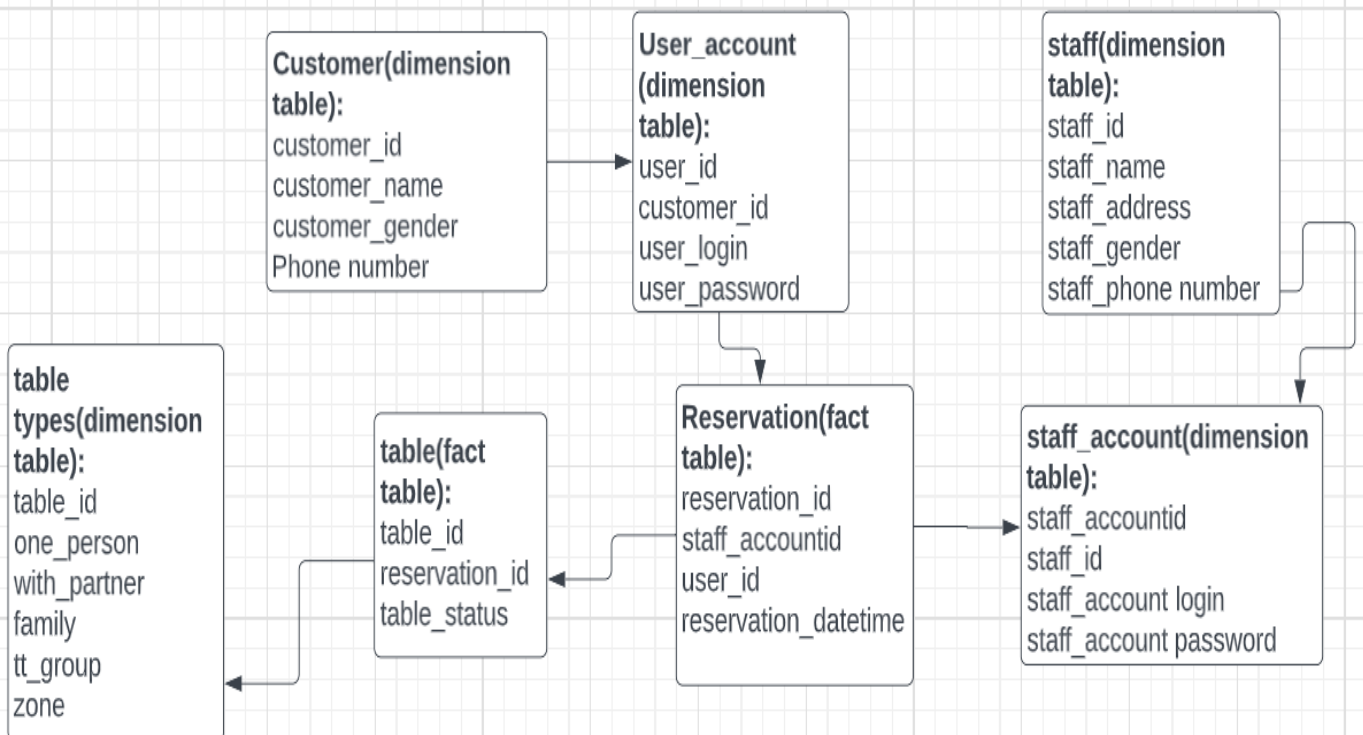 Customer(dimension
table):
customer_id
customer_name
customer_gender
Phone number
User_account
(dimension
table):
user_id
customer_id
user_login
user_password
staff(dimension
table):
staff_id
staff_name
staff_address
staff_gender
staff_phone number
table
types(dimension
table):
table_id
one_person
with_partner
family
tt_group
zone
table(fact
table):
table_id
reservation_id
table_status
Reservation(fact
table):
reservation_id
staff_accountid
user_id
reservation_datetime
staff_account(dimension
table):
staff_accountid
staff_id
staff_account login
staff_account password